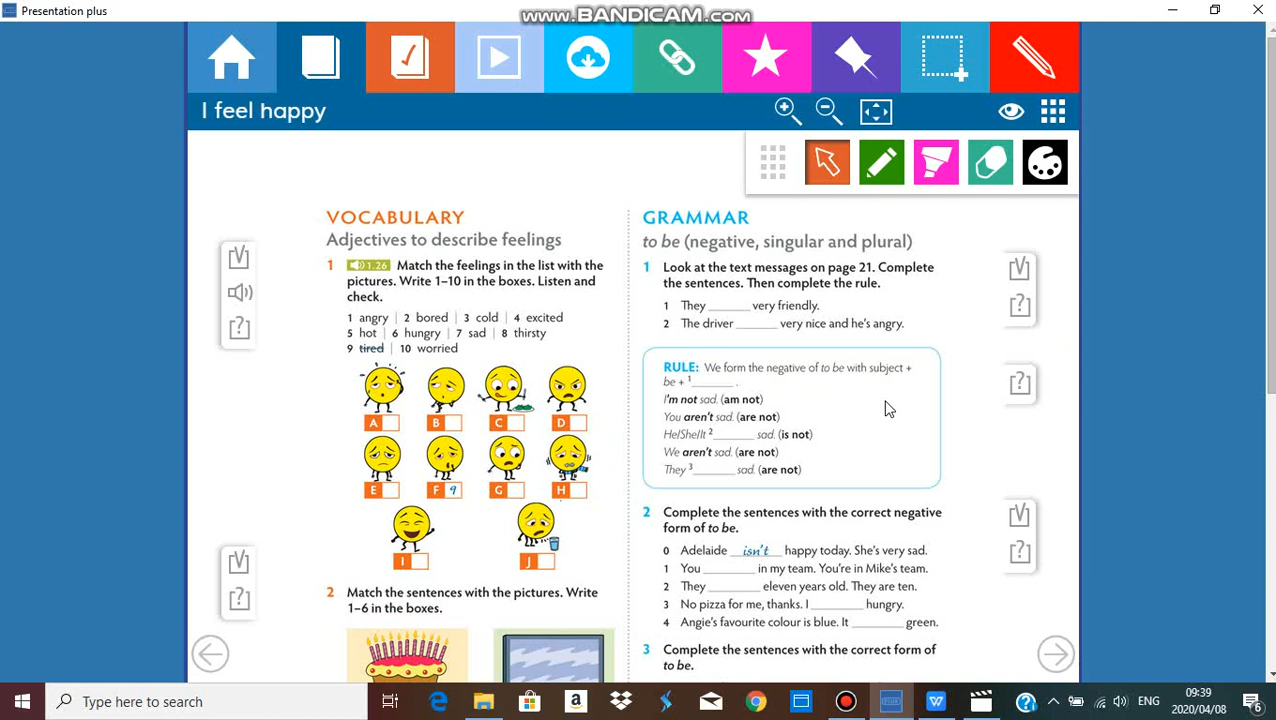 Presentation plus
www.BANDICAM.com
I feel happy
VOCABULARY
Adjectives to describe feelings
1 1.26 Match the feelings in the list with the
pictures. Write 1–10 in the boxes. Listen and
check.
1 angry | 2 bored | 3 cold | 4 excited
5 hot | 6 hungry | 7 sad | 8 thirsty
9 tired | 10 worried
A B C D
E F 9 G H
I J
2 Match the sentences with the pictures. Write
1–6 in the boxes.
GRAMMAR
to be (negative, singular and plural)
1 Look at the text messages on page 21. Complete
the sentences. Then complete the rule.
1 They ______ very friendly.
2 The driver ______ very nice and he's angry.
RULE: We form the negative of to be with subject +
be + 1______ .
I'm not sad. (am not)
You aren't sad. (are not)
He/She/It 2______ sad. (is not)
We aren't sad. (are not)
They 3______ sad. (are not)
2 Complete the sentences with the correct negative
form of to be.
0 Adelaide isn't happy today. She's very sad.
1 You ______ in my team. You're in Mike's team.
2 They ______ eleven years old. They are ten.
3 No pizza for me, thanks. I ______ hungry.
4 Angie's favourite colour is blue. It ______ green.
3 Complete the sentences with the correct form of
to be.
Type here to search
ENG
09:39
2020/04/08
6